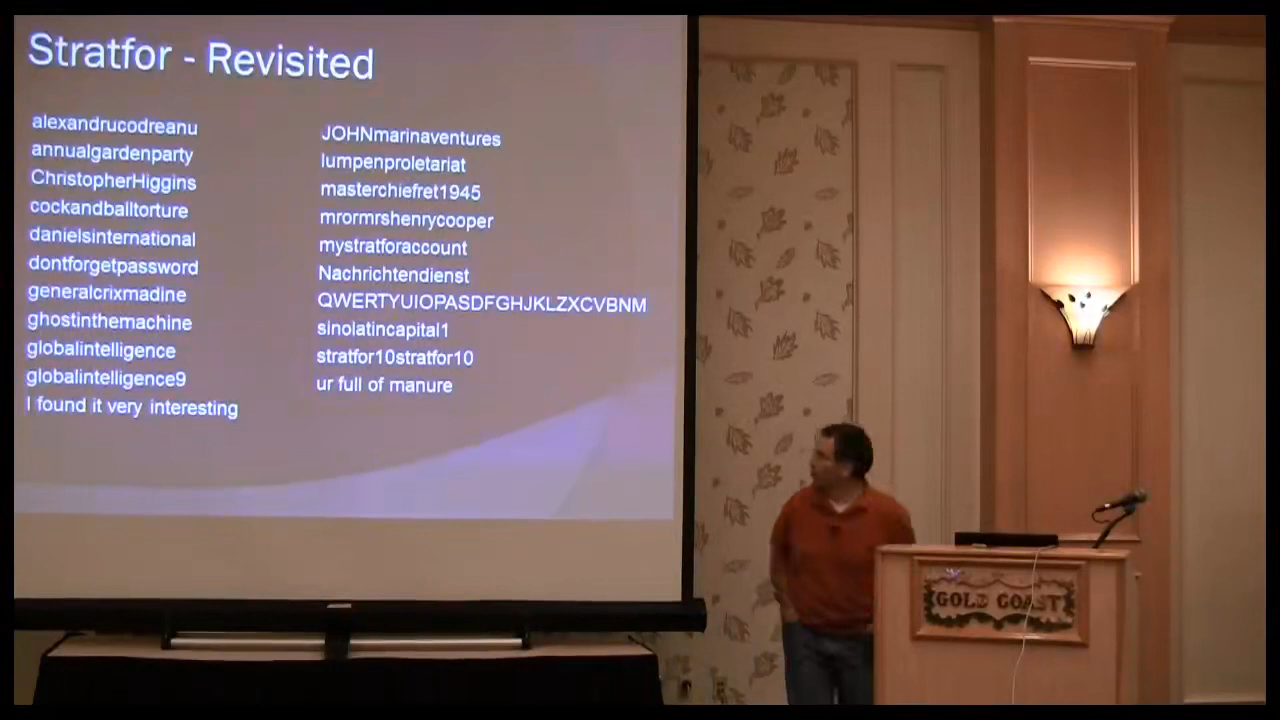 Stratfor - Revisited
alexandrucodreanu
annualgardenparty
ChristopherHiggins
cockandballtorture
danielsinternational
dontforgetpassword
generalcrixmadine
ghostinthemachine
globalintelligence
globalintelligence9
I found it very interesting
JOHNmarinaventures
lumpenproletariat
masterchiefret1945
mrormrshenrycooper
mystratforaccount
Nachrichtendienst
QWERTYUIOPASDFGHJKLZXCVBNM
sinolatincapital1
stratfor10stratfor10
ur full of manure
GOLD COAST